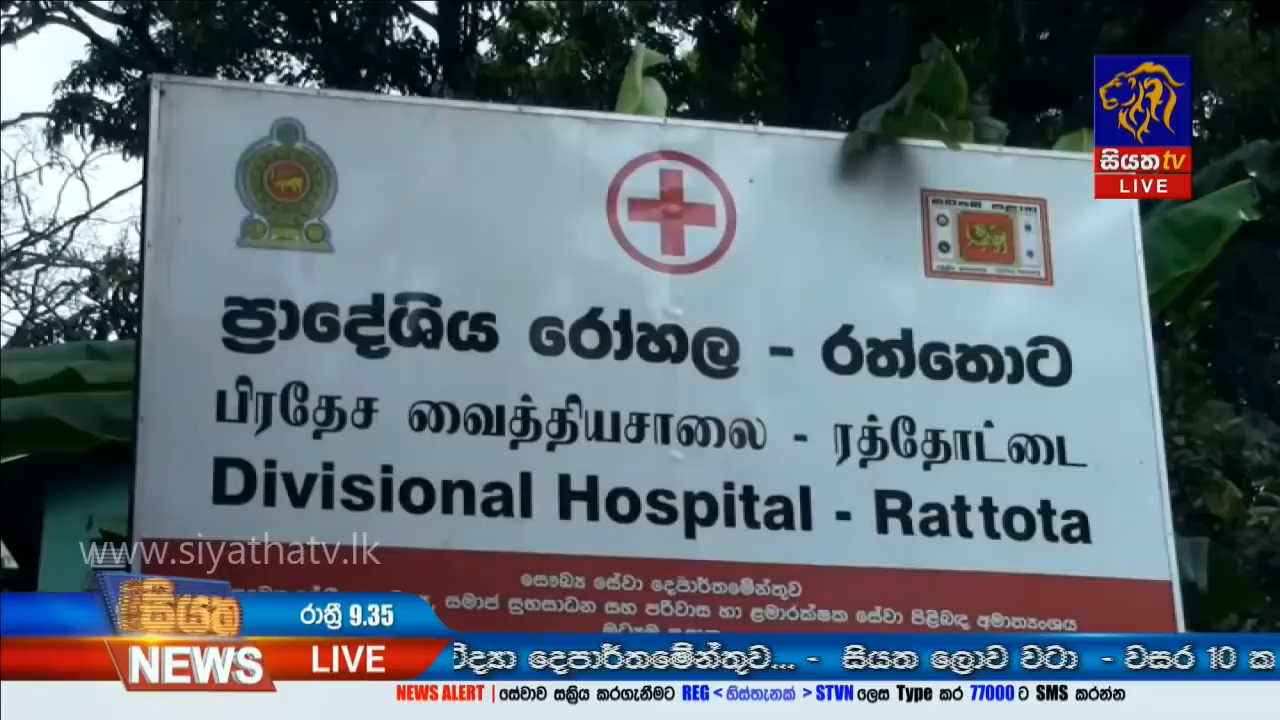 සියත tv
LIVE
ප්‍රාදේශීය රෝහල - රත්තොට
பிரதேச வைத்தியசாலை - ரத்தோட்டை
Divisional Hospital - Rattota
www.siyathatv.lk
සෞඛ්‍ය සේවා දෙපාර්තමේන්තුව
සමාජ සුභසාධන සහ පරිවාස හා ළමාරක්ෂක සේවා පිළිබඳ අමාත්‍යංශය
සියත
රාත්‍රී 9.35
NEWS
LIVE
විද්‍යා දෙපාර්තමේන්තුව... - සියත ලොව වටා - වසර 10 ක
NEWS ALERT | සේවාව සක්‍රිය කරගැනීමට REG < හිස්තැනක් > STVN ලෙස Type කර 77000 ට SMS කරන්න